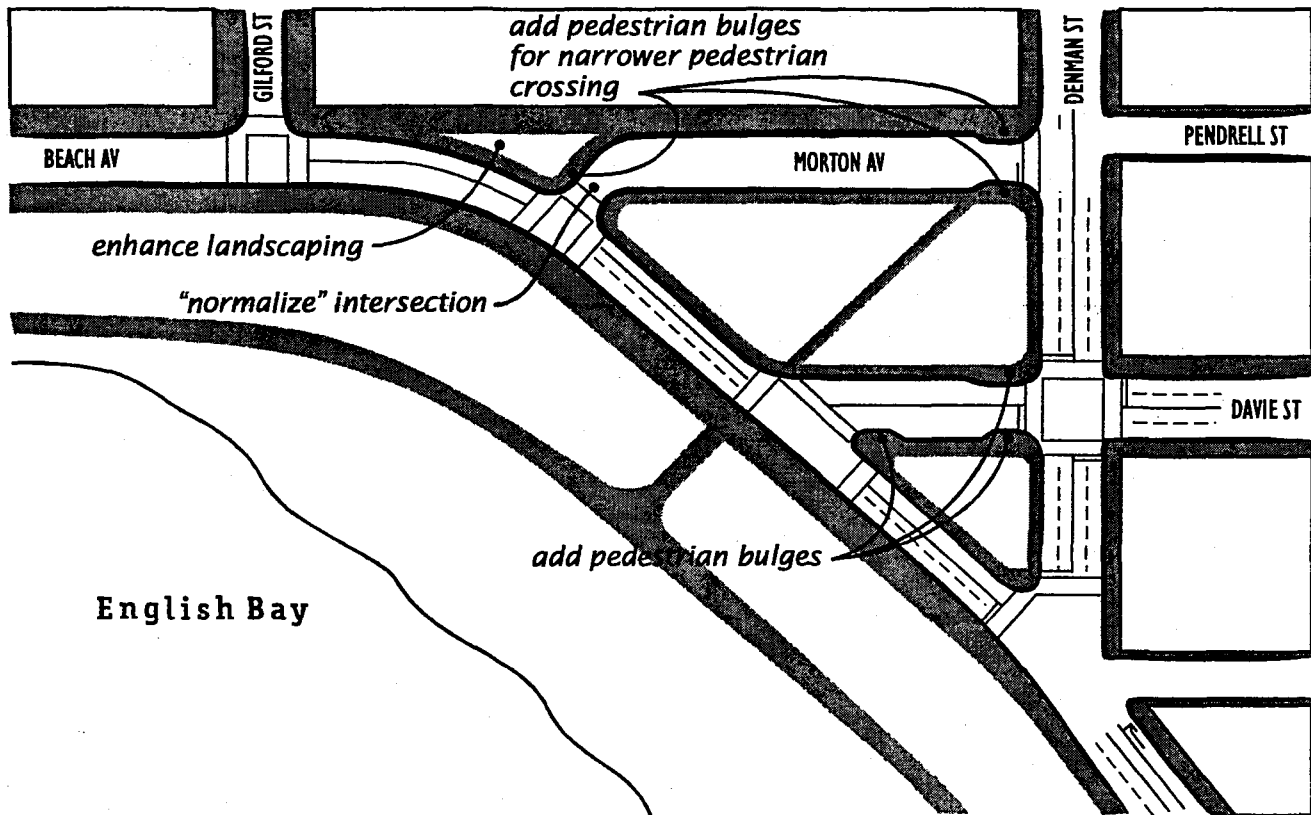 GILFORD ST
add pedestrian bulges
for narrower pedestrian
crossing
DENMAN ST
PENDRELL ST
BEACH AV
MORTON AV
enhance landscaping
"normalize" intersection
DAVIE ST
add pedestrian bulges
English Bay